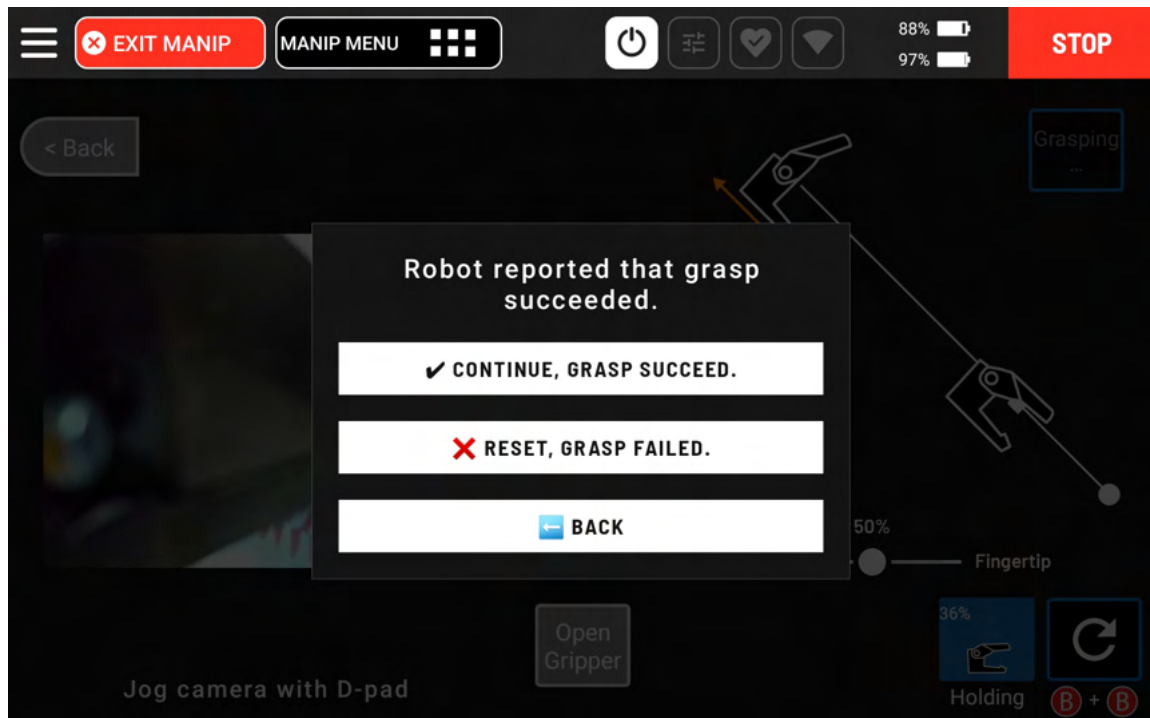 EXIT MANIP
MANIP MENU
88%
97%
STOP
< Back
Grasping
...
Robot reported that grasp
succeeded.
✔ CONTINUE, GRASP SUCCEED.
❌ RESET, GRASP FAILED.
⬅ BACK
50%
Fingertip
36%
Open
Gripper
Holding
B + B
Jog camera with D-pad